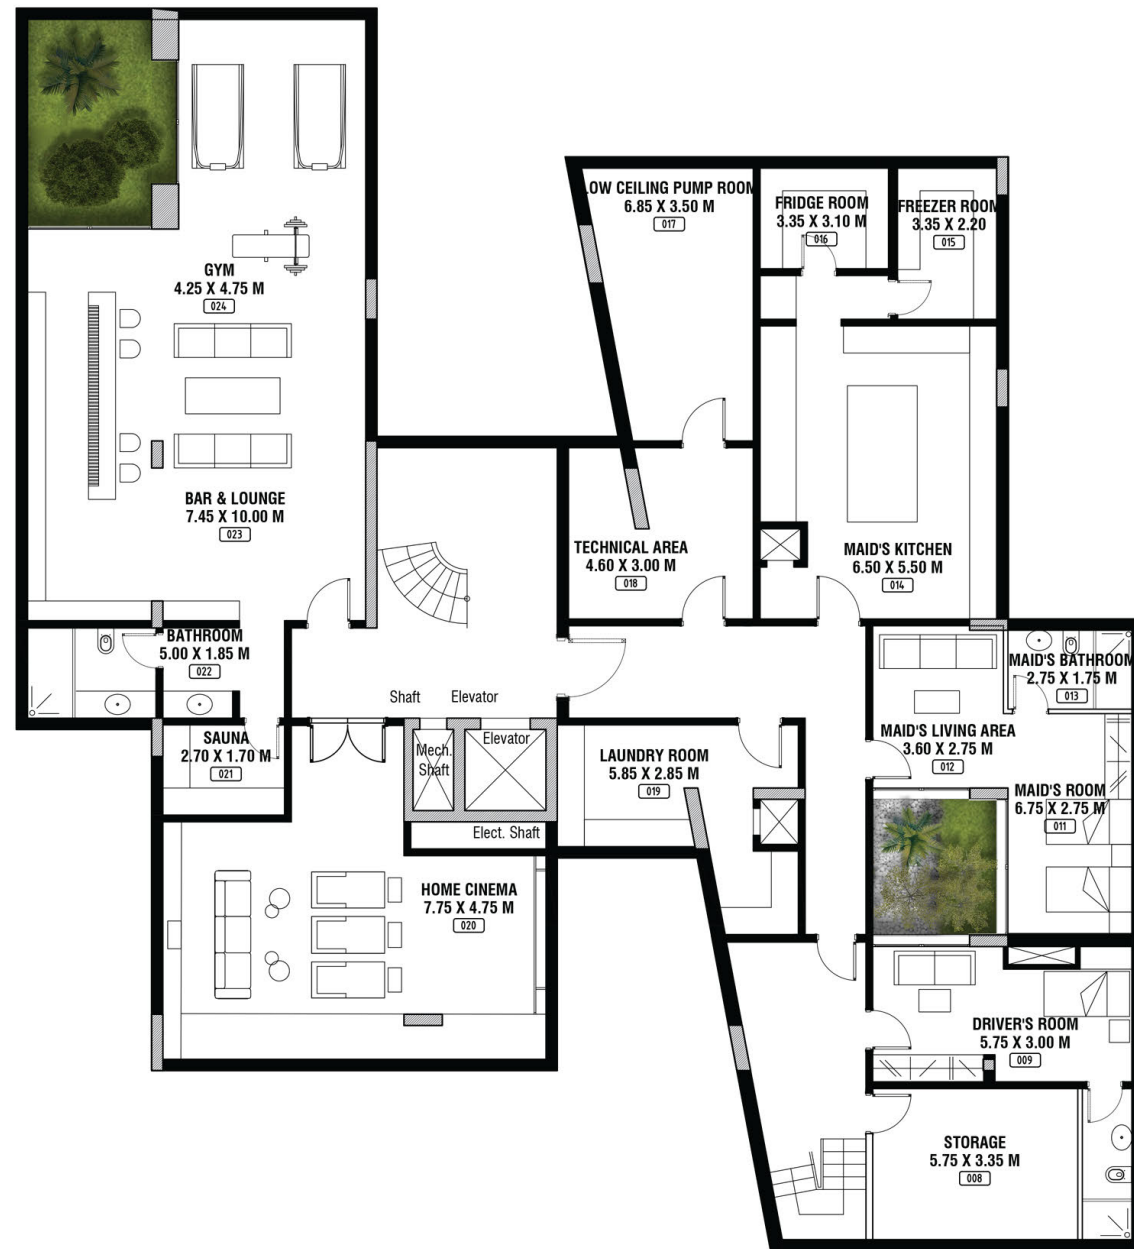 LOW CEILING PUMP ROOM
6.85 X 3.50 M
017
FRIDGE ROOM
3.35 X 3.10 M
016
FREEZER ROOM
3.35 X 2.20
015
GYM
4.25 X 4.75 M
024
BAR & LOUNGE
7.45 X 10.00 M
023
TECHNICAL AREA
4.60 X 3.00 M
018
MAID'S KITCHEN
6.50 X 5.50 M
014
BATHROOM
5.00 X 1.85 M
022
MAID'S BATHROOM
2.75 X 1.75 M
013
Shaft
Elevator
SAUNA
2.70 X 1.70 M
021
Mech.
Shaft
Elevator
LAUNDRY ROOM
5.85 X 2.85 M
019
MAID'S LIVING AREA
3.60 X 2.75 M
012
MAID'S ROOM
6.75 X 2.75 M
011
Elect. Shaft
HOME CINEMA
7.75 X 4.75 M
020
DRIVER'S ROOM
5.75 X 3.00 M
009
STORAGE
5.75 X 3.35 M
008